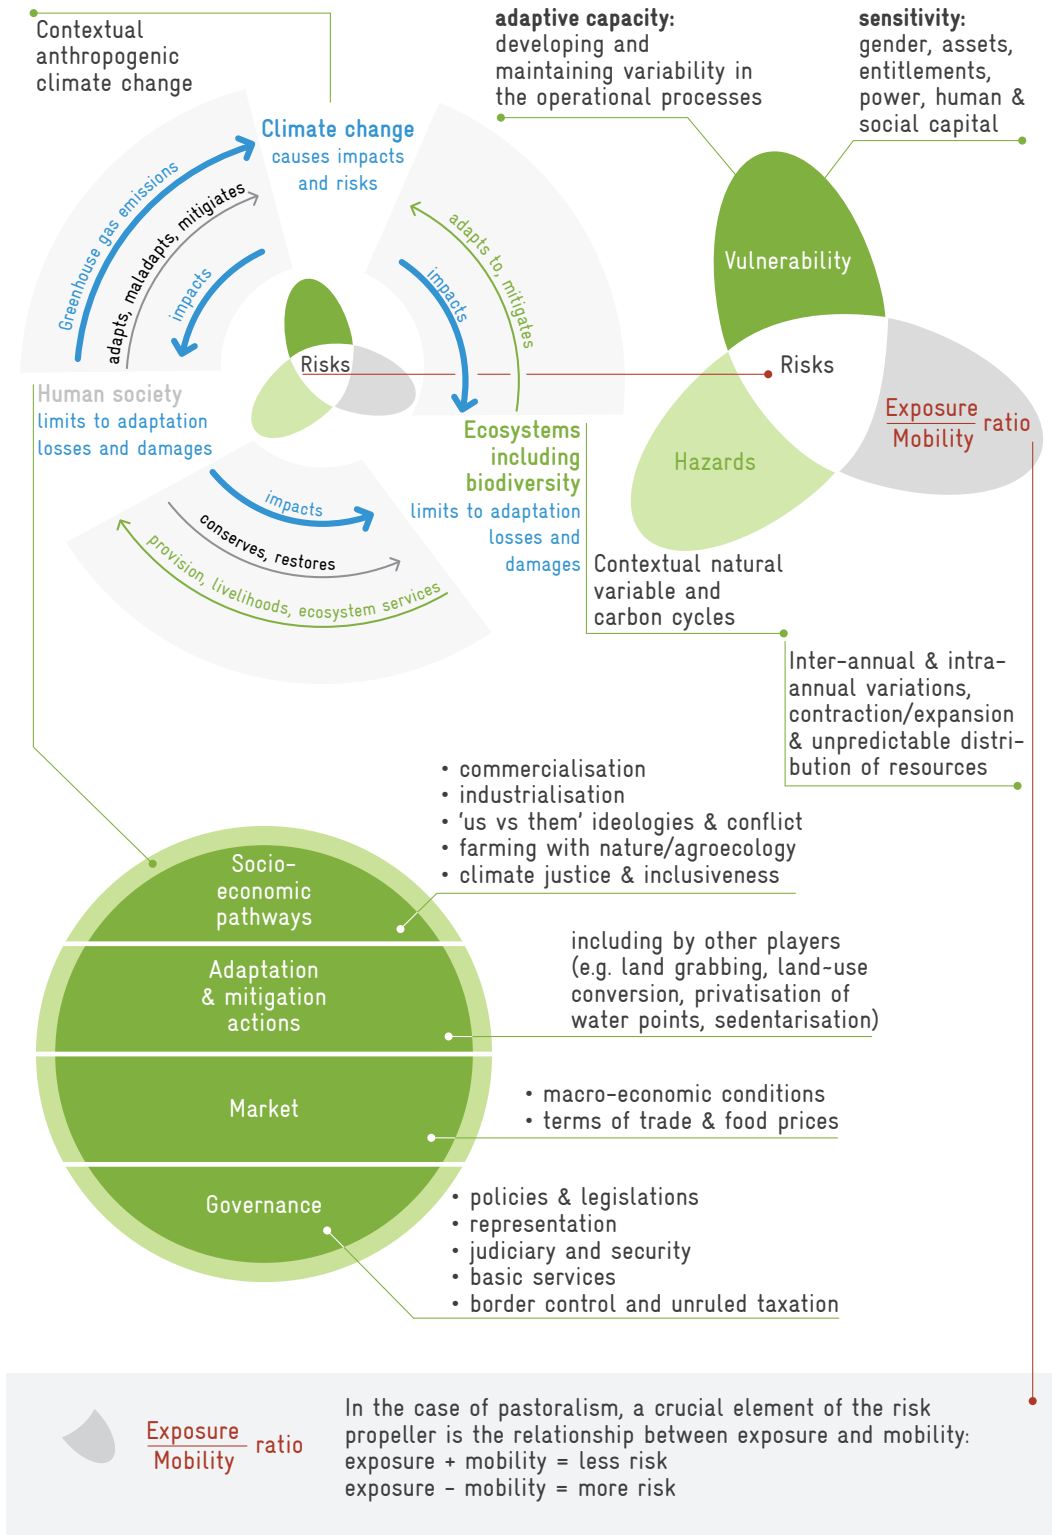 Contextual
anthropogenic
climate change
adaptive capacity:
developing and
maintaining variability in
the operational processes
sensitivity:
gender, assets,
entitlements,
power, human &
social capital
Climate change
causes impacts
and risks
Greenhouse gas emissions
adapts, maladapts, mitigiates
impacts
adapts to, mitigates
impacts
Risks
Human society
limits to adaptation
losses and damages
Ecosystems
including
biodiversity
limits to adaptation
losses and
damages
impacts
conserves, restores
provision, livelihoods, ecosystem services
Vulnerability
Risks
Exposure
Mobility
ratio
Hazards
Contextual natural
variable and
carbon cycles
Inter-annual & intra-
annual variations,
contraction/expansion
& unpredictable distri-
bution of resources
• commercialisation
• industrialisation
• ‘us vs them’ ideologies & conflict
• farming with nature/agroecology
• climate justice & inclusiveness
Socio-
economic
pathways
including by other players
(e.g. land grabbing, land-use
conversion, privatisation of
water points, sedentarisation)
Adaptation
& mitigation
actions
• macro-economic conditions
• terms of trade & food prices
Market
• policies & legislations
• representation
• judiciary and security
• basic services
• border control and unruled taxation
Governance
Exposure
Mobility
ratio
In the case of pastoralism, a crucial element of the risk
propeller is the relationship between exposure and mobility:
exposure + mobility = less risk
exposure – mobility = more risk